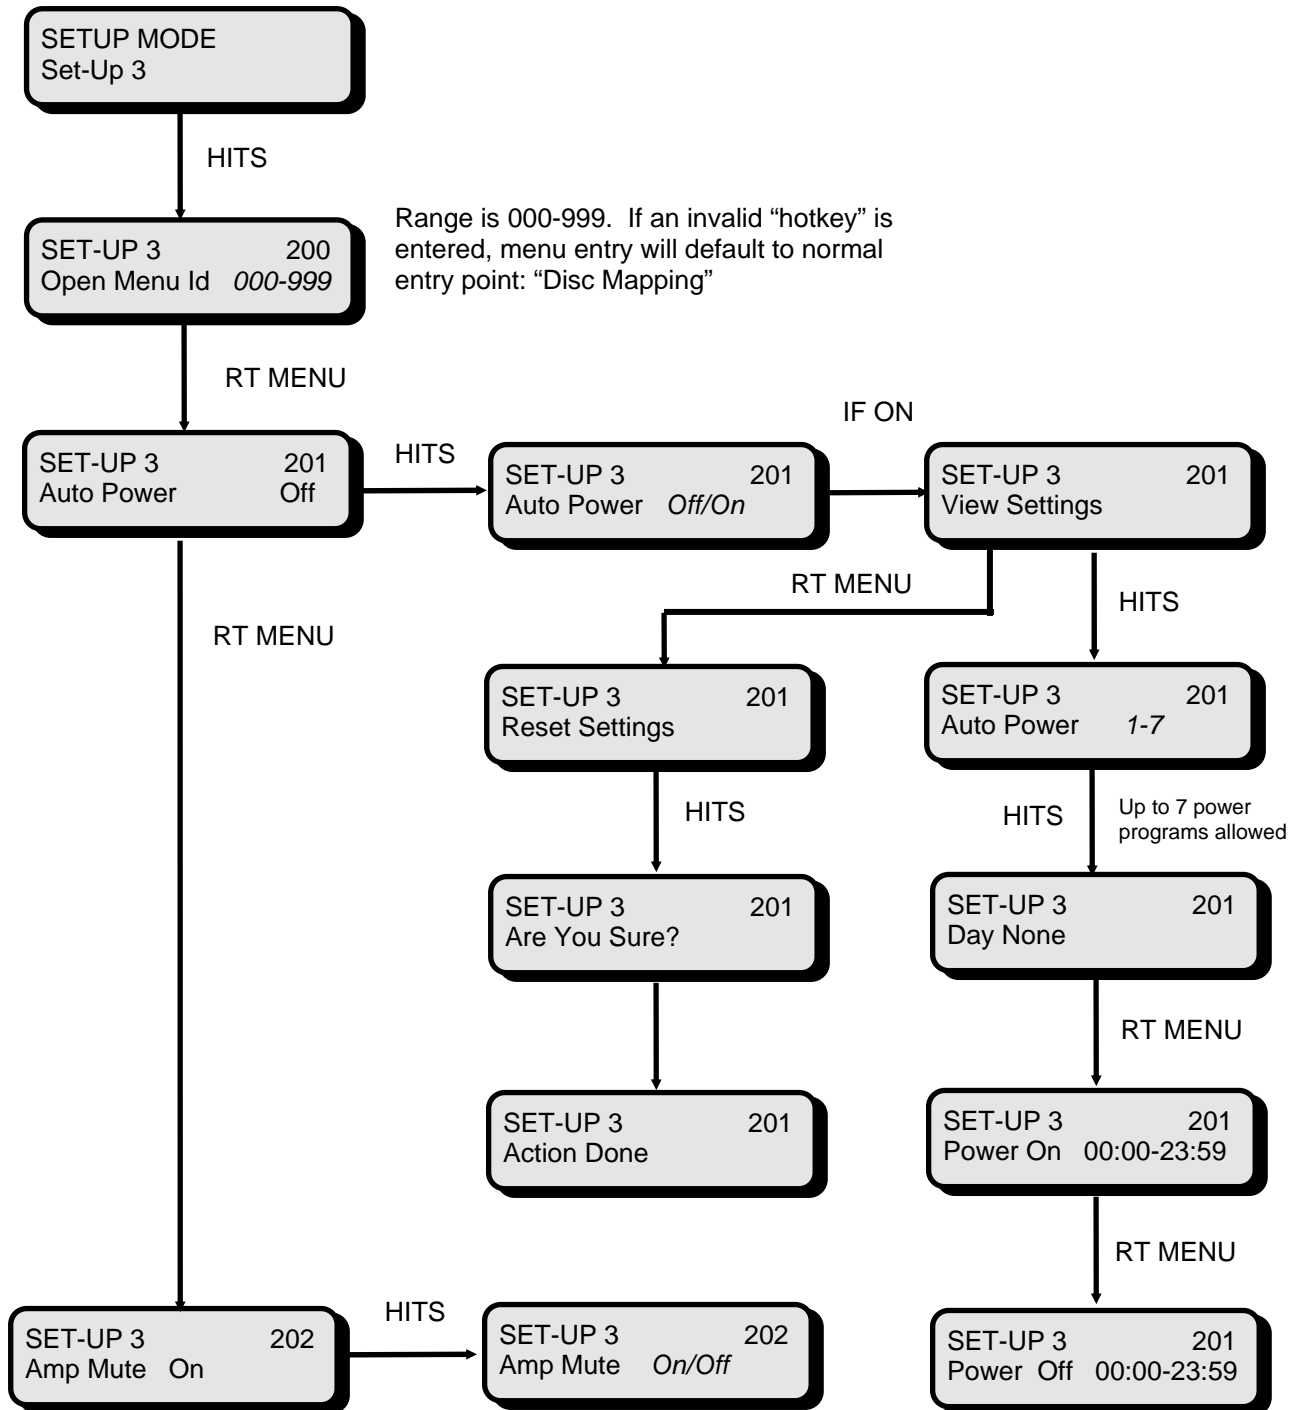 SETUP MODE
Set-Up 3
HITS
SET-UP 3 200
Open Menu Id 000-999
Range is 000-999. If an invalid “hotkey” is
entered, menu entry will default to normal
entry point: “Disc Mapping”
RT MENU
SET-UP 3 201
Auto Power Off
HITS
SET-UP 3 201
Auto Power Off/On
IF ON
SET-UP 3 201
View Settings
RT MENU
HITS
RT MENU
SET-UP 3 201
Reset Settings
SET-UP 3 201
Auto Power 1-7
HITS
HITS
Up to 7 power
programs allowed
SET-UP 3 201
Are You Sure?
SET-UP 3 201
Day None
RT MENU
SET-UP 3 201
Action Done
SET-UP 3 201
Power On 00:00-23:59
RT MENU
SET-UP 3 202
Amp Mute On
HITS
SET-UP 3 202
Amp Mute On/Off
SET-UP 3 201
Power Off 00:00-23:59